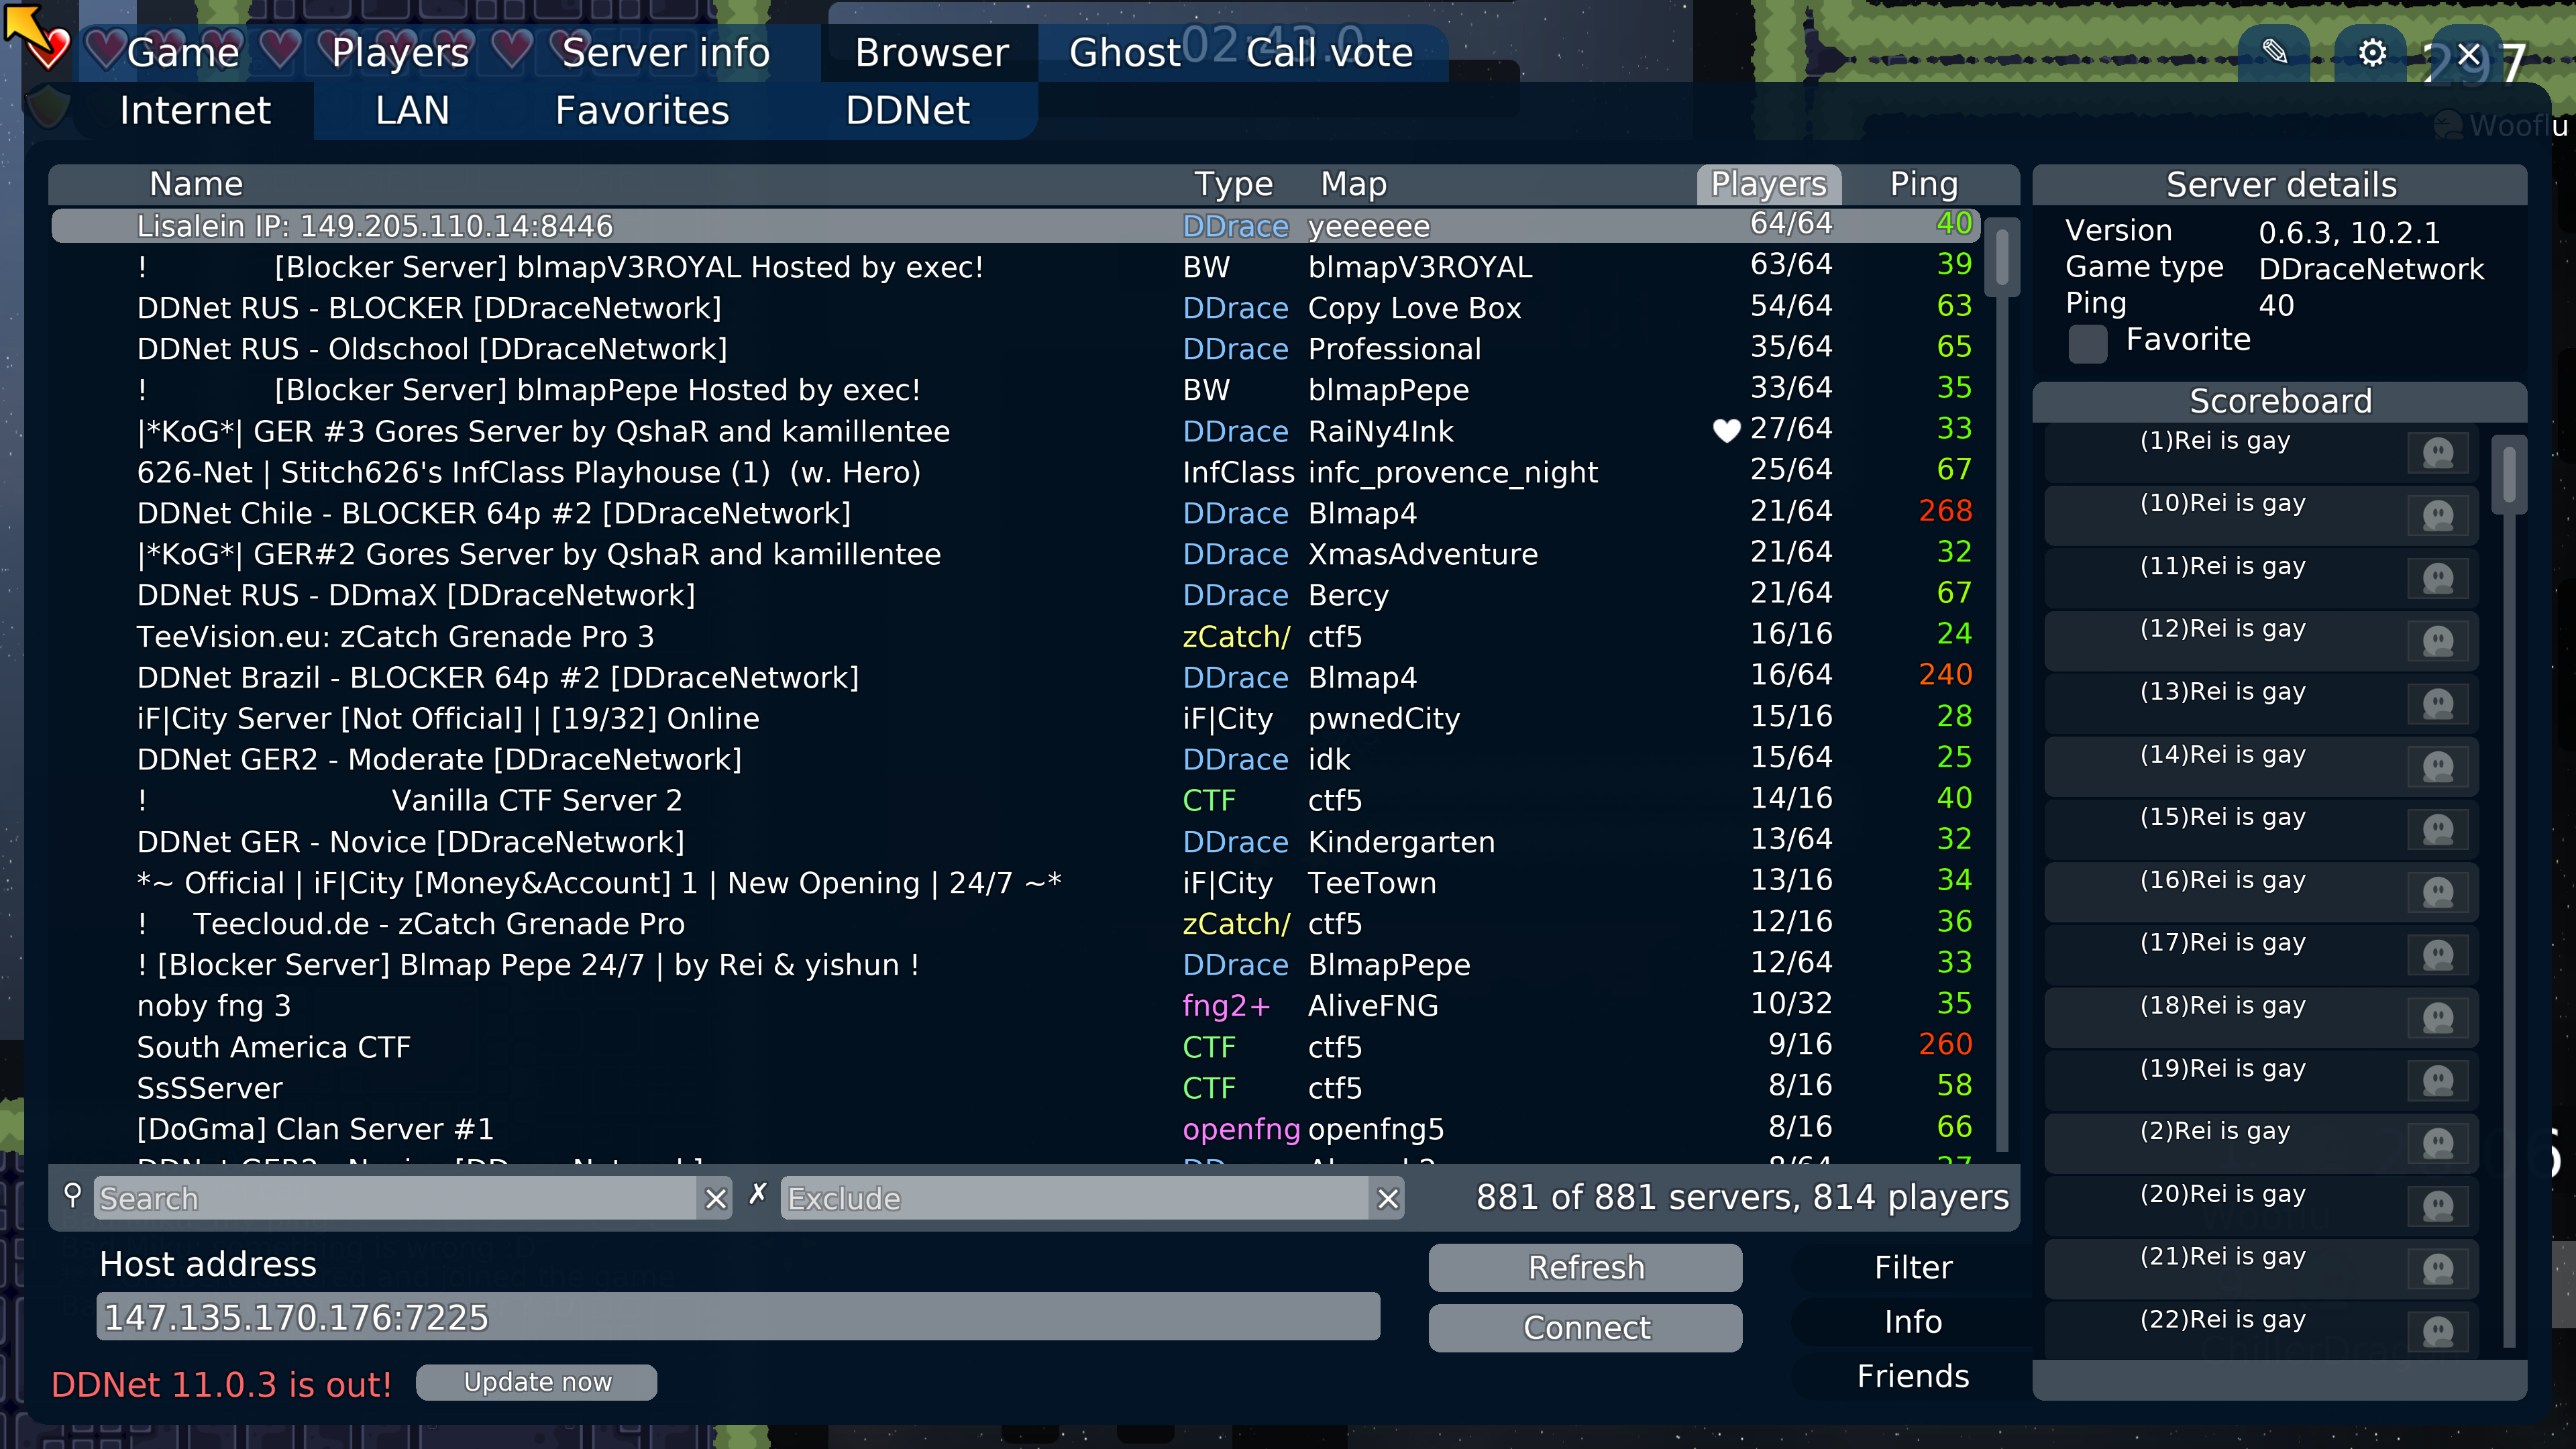 Game Players Server info Browser Ghost Call vote
02:43.0
297
Internet LAN Favorites DDNet
Wooflu
Name Type Map Players Ping
Lisalein IP: 149.205.110.14:8446 DDrace yeeeeee 64/64 40
! [Blocker Server] blmapV3ROYAL Hosted by exec! BW blmapV3ROYAL 63/64 39
DDNet RUS - BLOCKER [DDraceNetwork] DDrace Copy Love Box 54/64 63
DDNet RUS - Oldschool [DDraceNetwork] DDrace Professional 35/64 65
! [Blocker Server] blmapPepe Hosted by exec! BW blmapPepe 33/64 35
|*KoG*| GER #3 Gores Server by QshaR and kamillentee DDrace RaiNy4Ink 27/64 33
626-Net | Stitch626's InfClass Playhouse (1) (w. Hero) InfClass infc_provence_night 25/64 67
DDNet Chile - BLOCKER 64p #2 [DDraceNetwork] DDrace Blmap4 21/64 268
|*KoG*| GER#2 Gores Server by QshaR and kamillentee DDrace XmasAdventure 21/64 32
DDNet RUS - DDmaX [DDraceNetwork] DDrace Bercy 21/64 67
TeeVision.eu: zCatch Grenade Pro 3 zCatch/ ctf5 16/16 24
DDNet Brazil - BLOCKER 64p #2 [DDraceNetwork] DDrace Blmap4 16/64 240
iF|City Server [Not Official] | [19/32] Online iF|City pwnedCity 15/16 28
DDNet GER2 - Moderate [DDraceNetwork] DDrace idk 15/64 25
! Vanilla CTF Server 2 CTF ctf5 14/16 40
DDNet GER - Novice [DDraceNetwork] DDrace Kindergarten 13/64 32
*~ Official | iF|City [Money&Account] 1 | New Opening | 24/7 ~* iF|City TeeTown 13/16 34
! Teecloud.de - zCatch Grenade Pro zCatch/ ctf5 12/16 36
! [Blocker Server] Blmap Pepe 24/7 | by Rei & yishun ! DDrace BlmapPepe 12/64 33
noby fng 3 fng2+ AliveFNG 10/32 35
South America CTF CTF ctf5 9/16 260
SsSServer CTF ctf5 8/16 58
[DoGma] Clan Server #1 openfng openfng5 8/16 66
Search Exclude 881 of 881 servers, 814 players
Host address
147.135.170.176:7225
Refresh
Connect
Filter
Info
Friends
DDNet 11.0.3 is out! Update now
Server details
Version 0.6.3, 10.2.1
Game type DDraceNetwork
Ping 40
Favorite
Scoreboard
(1)Rei is gay
(10)Rei is gay
(11)Rei is gay
(12)Rei is gay
(13)Rei is gay
(14)Rei is gay
(15)Rei is gay
(16)Rei is gay
(17)Rei is gay
(18)Rei is gay
(19)Rei is gay
(2)Rei is gay
(20)Rei is gay
(21)Rei is gay
(22)Rei is gay